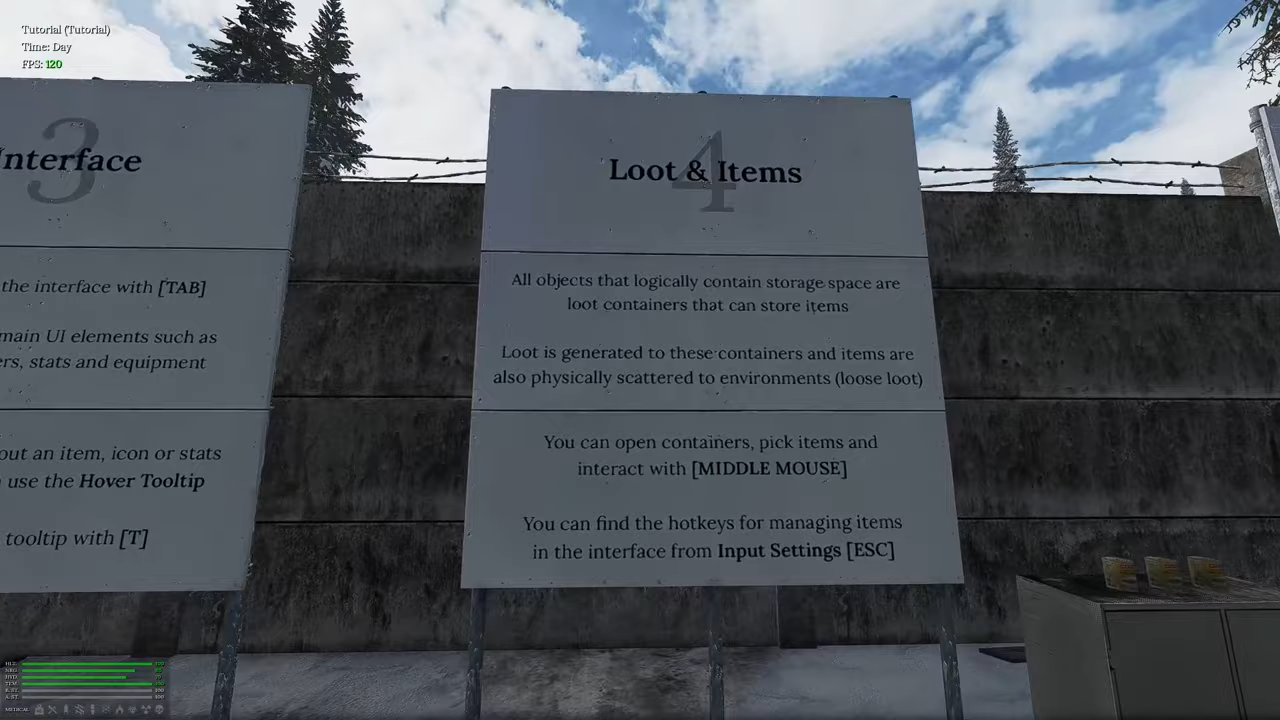 Tutorial (Tutorial)
Time: Day
FPS: 120
3
Interface
the interface with [TAB]
main UI elements such as
stats and equipment
out an item, icon or stats
use the Hover Tooltip
tooltip with [T]
4
Loot & Items
All objects that logically contain storage space are
loot containers that can store items
Loot is generated to these containers and items are
also physically scattered to environments (loose loot)
You can open containers, pick items and
interact with [MIDDLE MOUSE]
You can find the hotkeys for managing items
in the interface from Input Settings [ESC]
MEDICAL